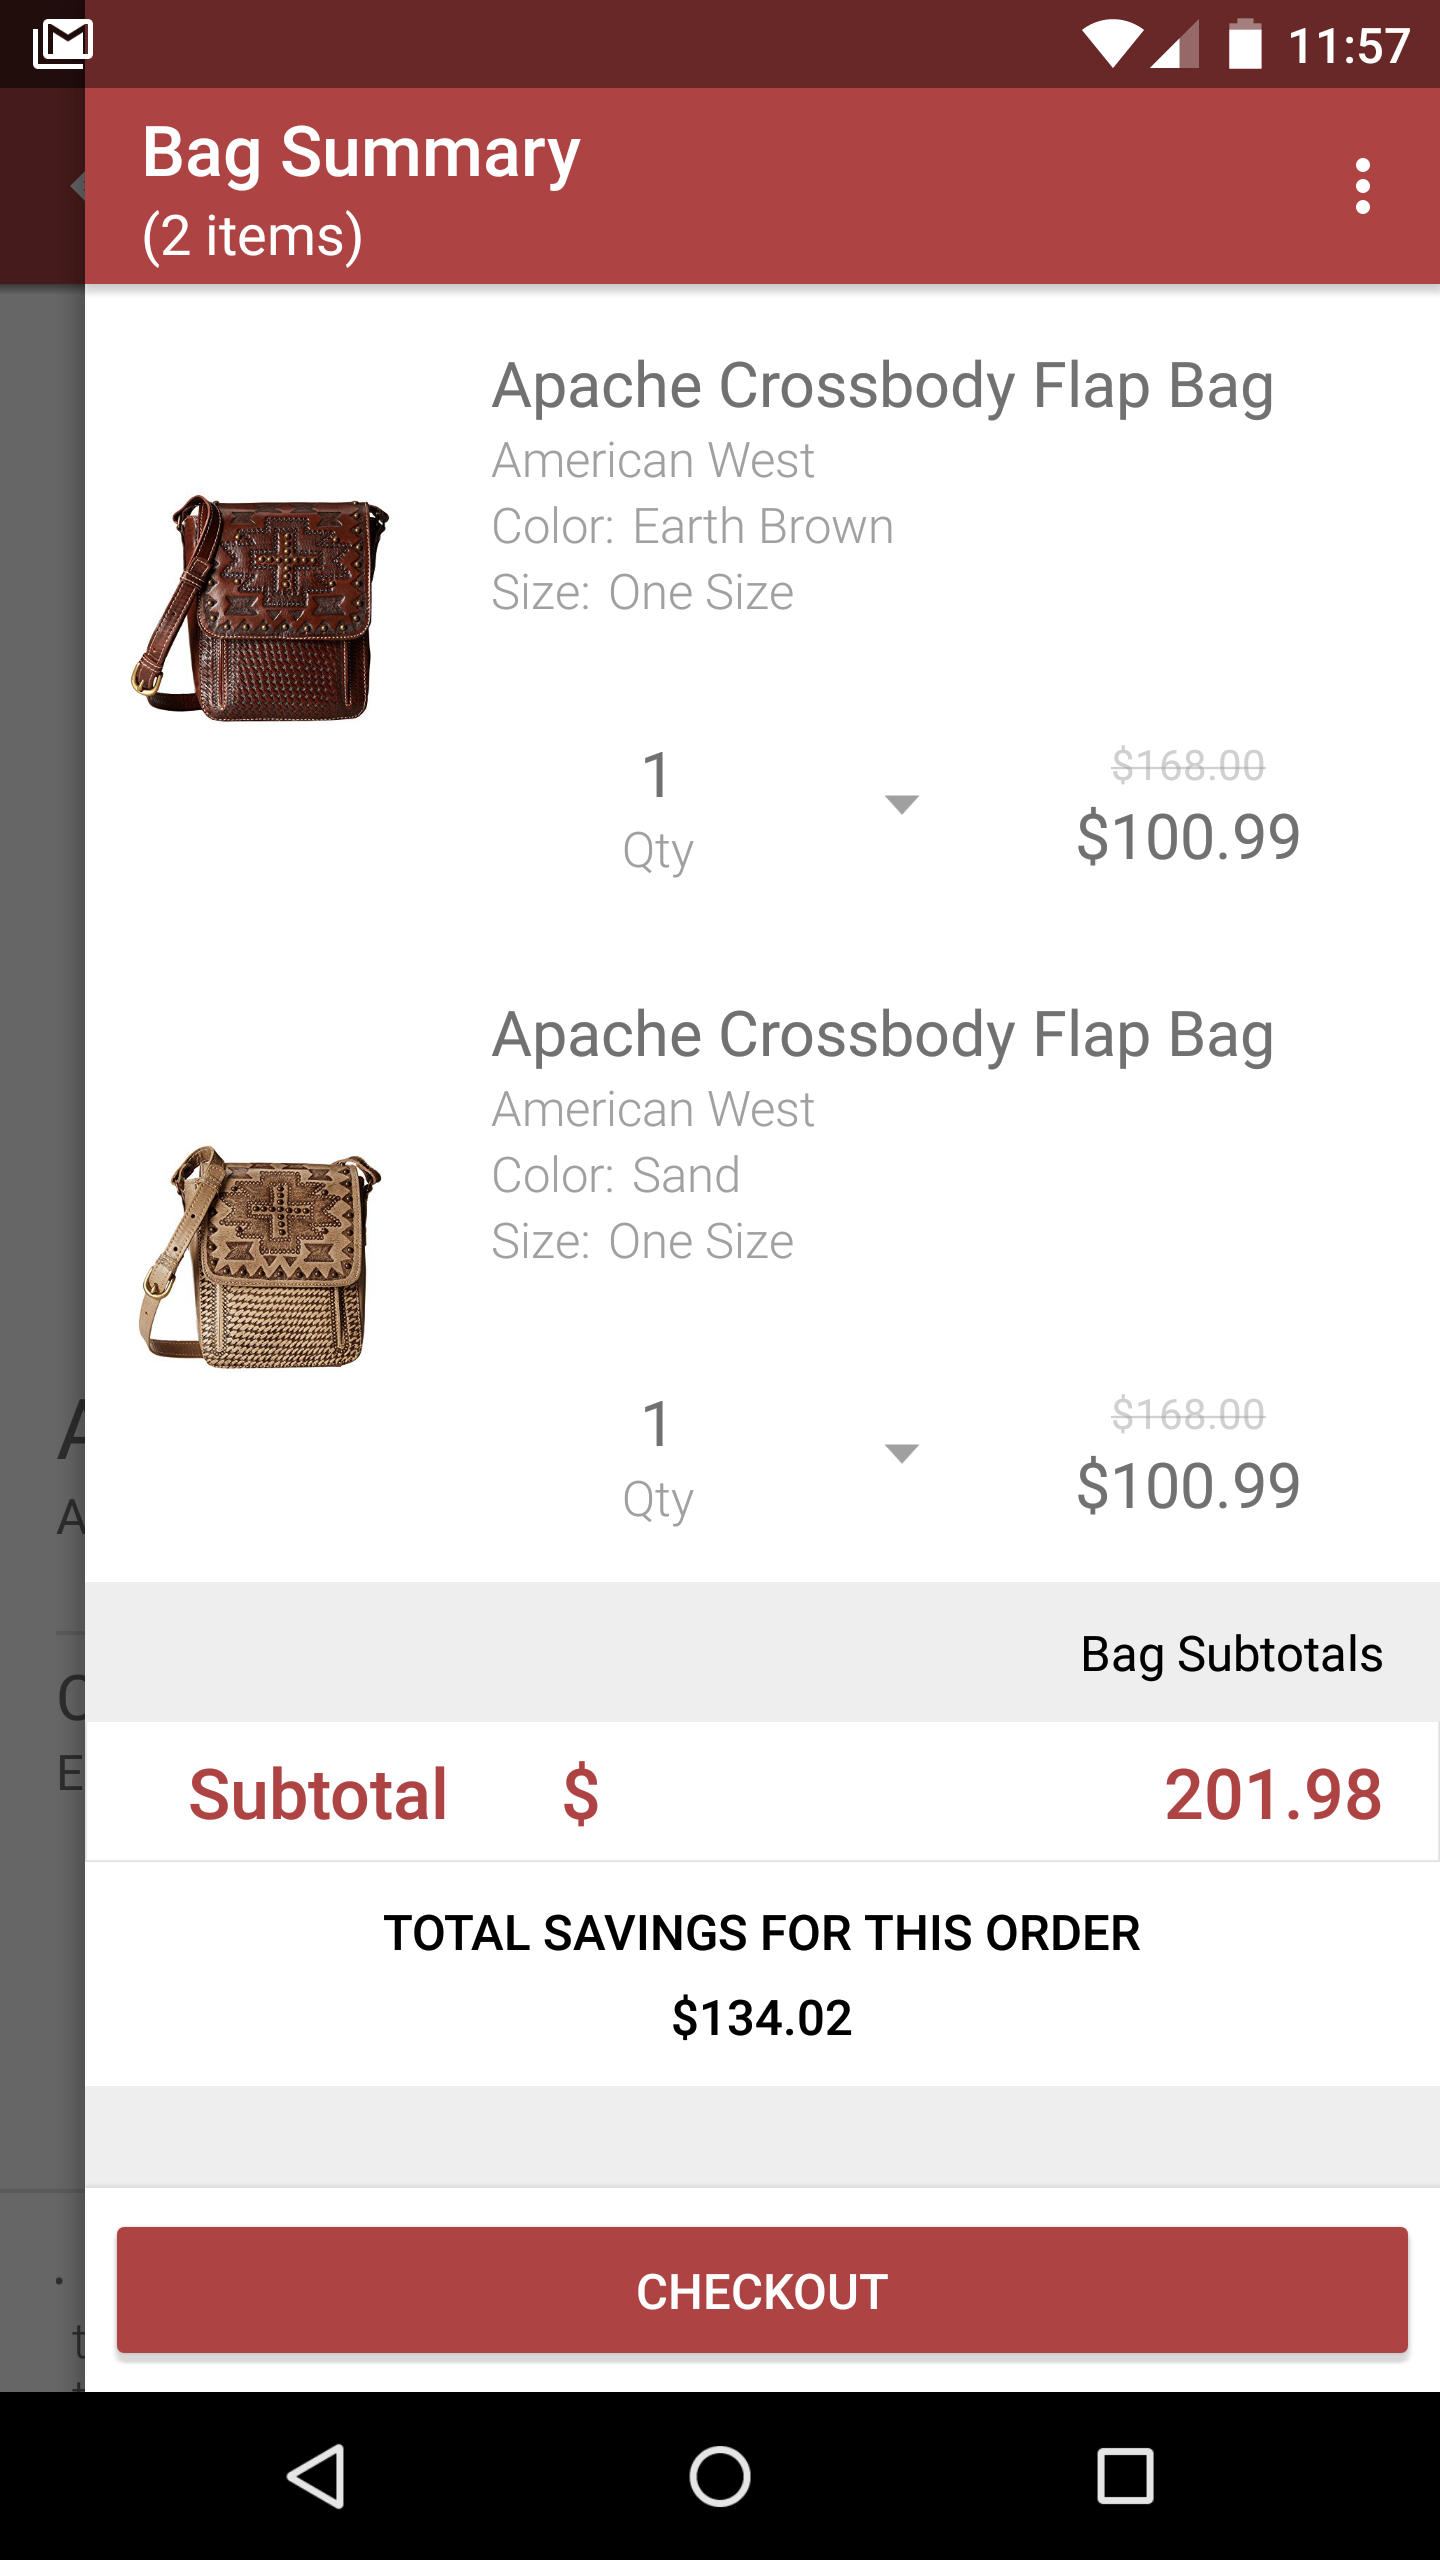 11:57
Bag Summary
(2 items)
Apache Crossbody Flap Bag
American West
Color: Earth Brown
Size: One Size
1
Qty
$168.00
$100.99
Apache Crossbody Flap Bag
American West
Color: Sand
Size: One Size
1
Qty
$168.00
$100.99
Bag Subtotals
Subtotal $ 201.98
TOTAL SAVINGS FOR THIS ORDER
$134.02
CHECKOUT